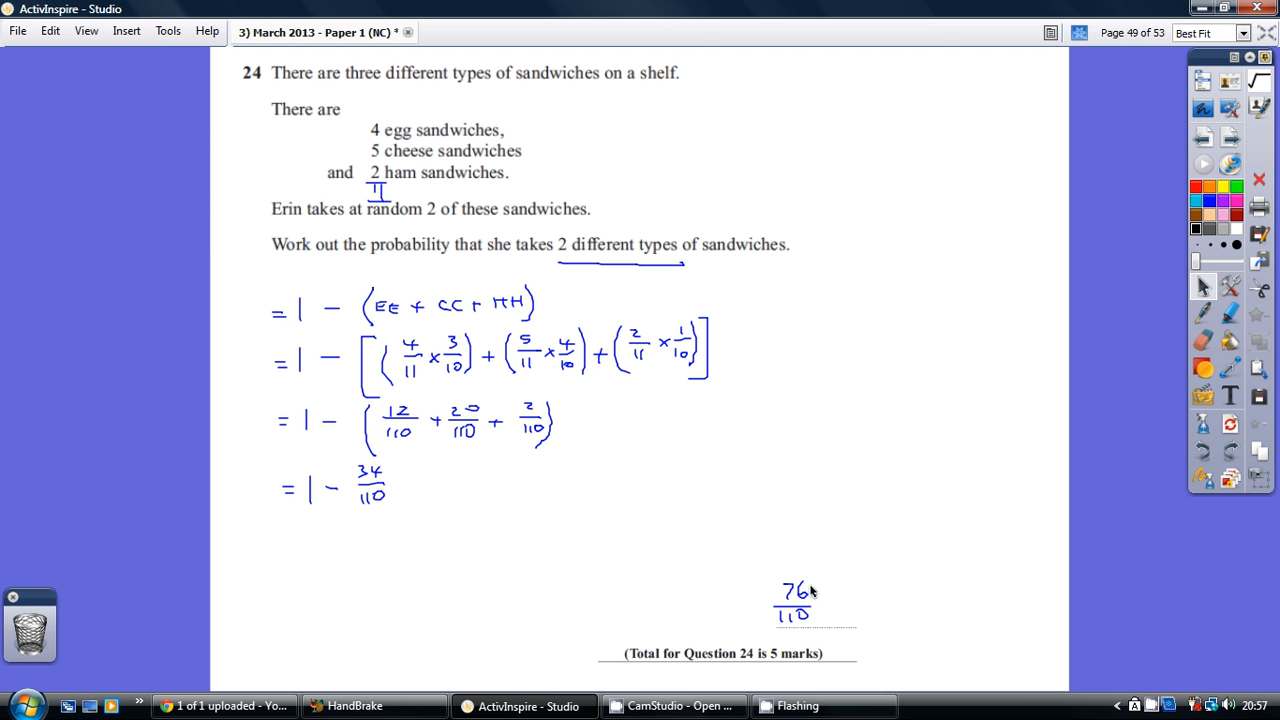 ActivInspire - Studio
File Edit View Insert Tools Help
3) March 2013 - Paper 1 (NC) *
Page 49 of 53
Best Fit
24 There are three different types of sandwiches on a shelf.
There are
4 egg sandwiches,
5 cheese sandwiches
and 2 ham sandwiches.
11
Erin takes at random 2 of these sandwiches.
Work out the probability that she takes 2 different types of sandwiches.
= 1 - (EE + CC + HH)
= 1 - [(4/11 × 3/10) + (5/11 × 4/10) + (2/11 × 1/10)]
= 1 - (12/110 + 20/110 + 2/110)
= 1 - 34/110
76/110
(Total for Question 24 is 5 marks)
1 of 1 uploaded - Yo...
HandBrake
ActivInspire - Studio
CamStudio - Open ...
Flashing
20:57